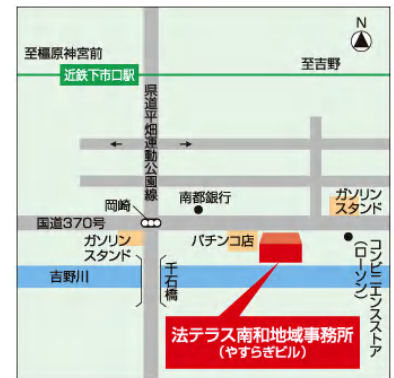 N
至橿原神宮前
近鉄下市口駅
至吉野
県道平畑運動公園線
岡崎
南都銀行
ガソリン
スタンド
国道370号
ガソリン
スタンド
パチンコ店
コンビニエンスストア
(ローソン)
吉野川
千石橋
法テラス南和地域事務所
(やすらぎビル)